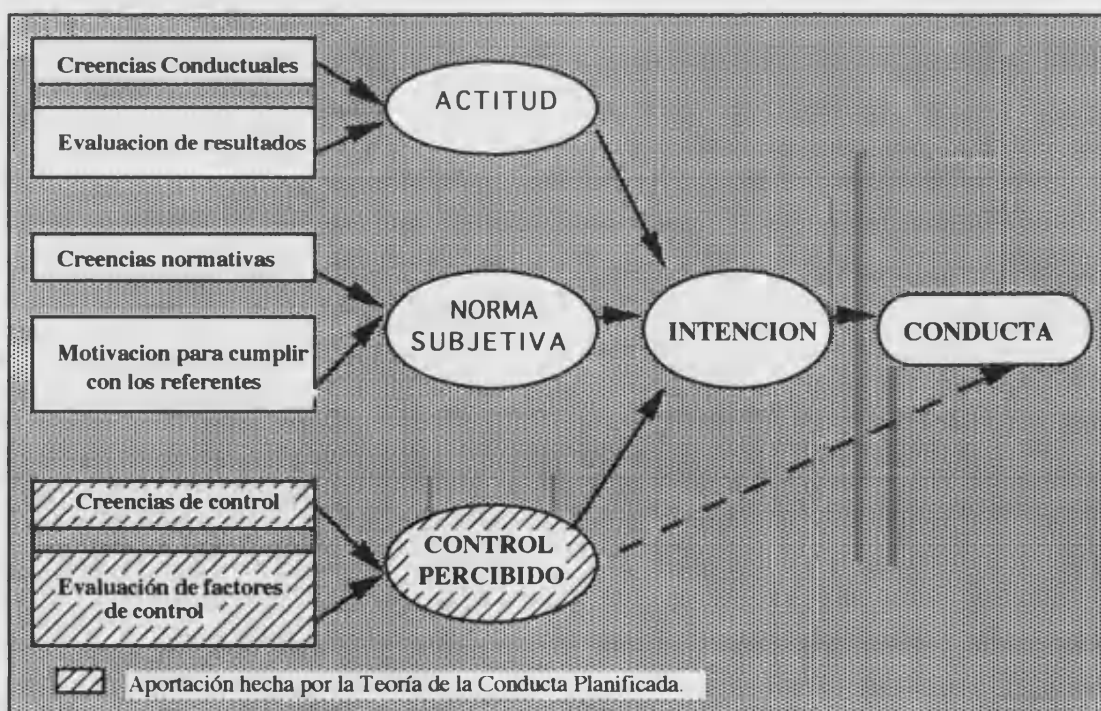 Creencias Conductuales
Evaluacion de resultados
ACTITUD
Creencias normativas
Motivacion para cumplir
con los referentes
NORMA
SUBJETIVA
INTENCION
CONDUCTA
Creencias de control
Evaluación de factores
de control
CONTROL
PERCIBIDO
Aportación hecha por la Teoría de la Conducta Planificada.